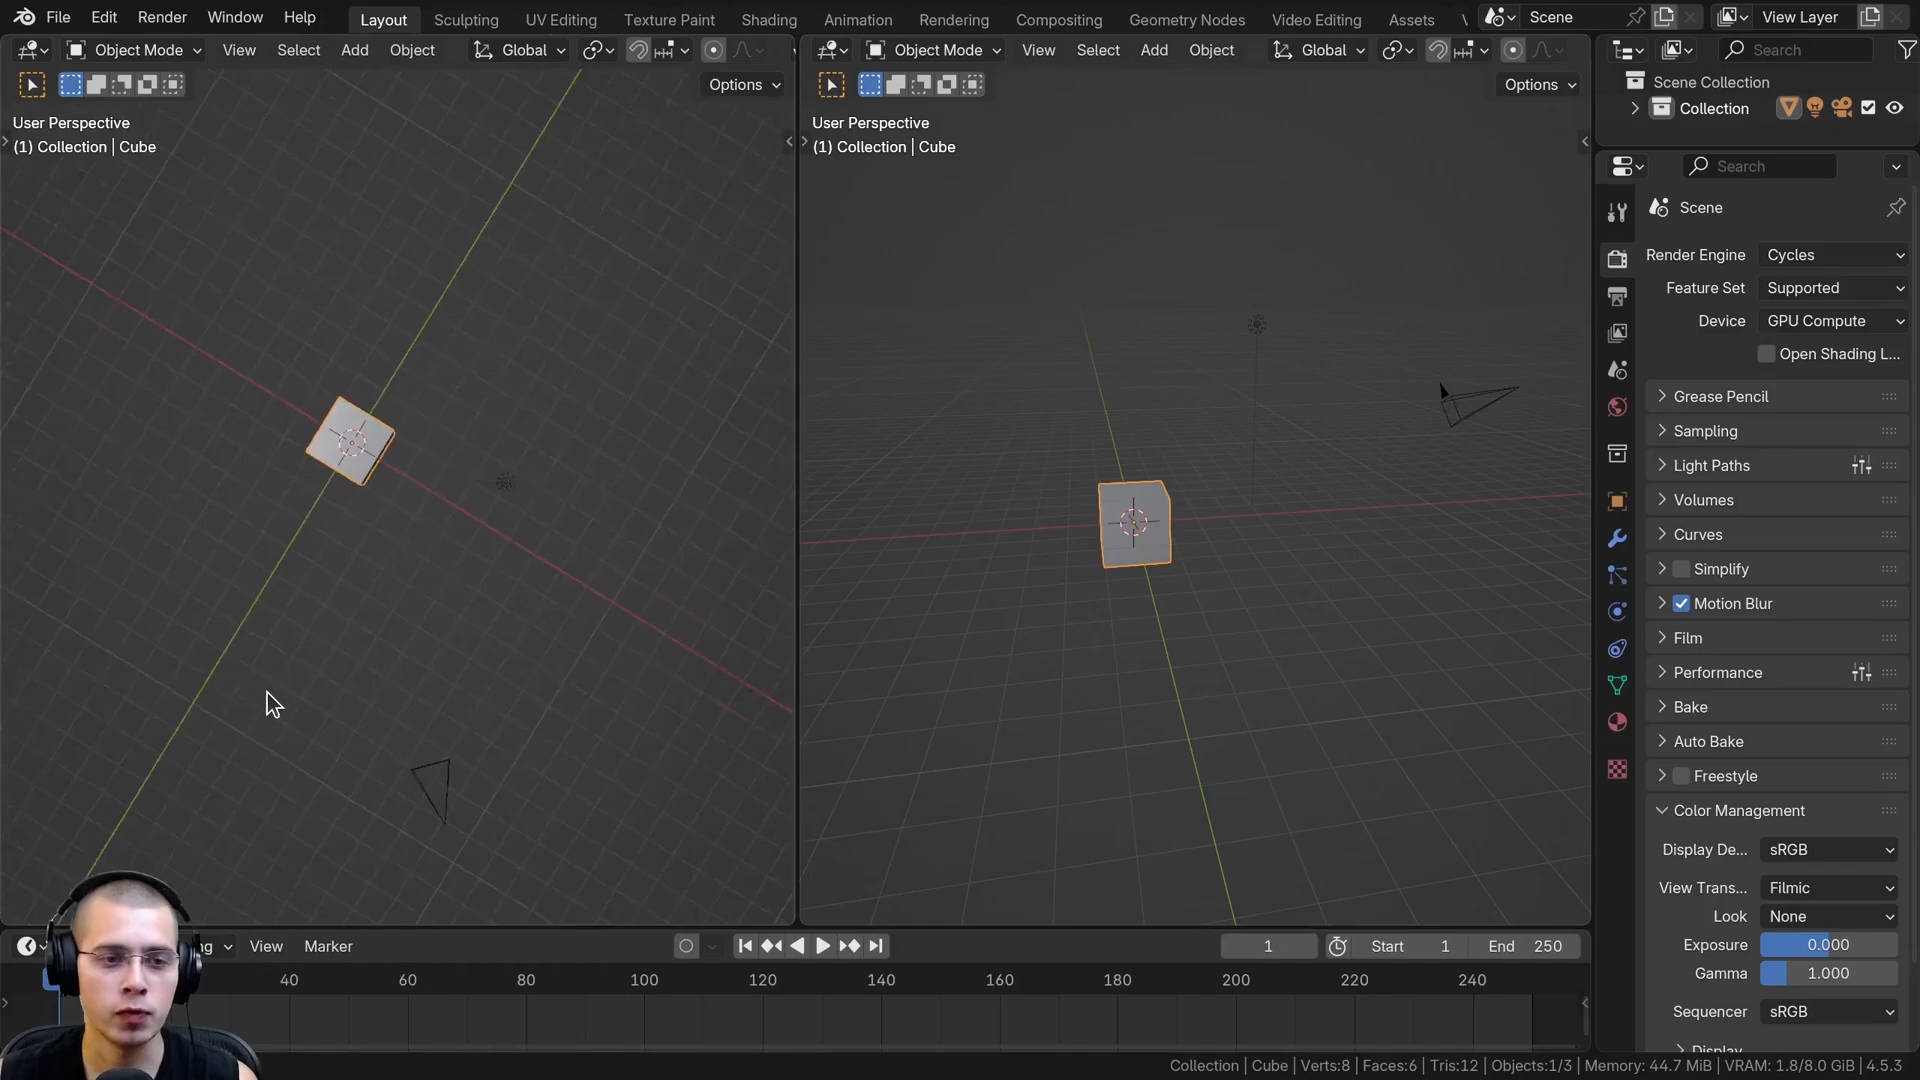 File Edit Render Window Help Layout Sculpting UV Editing Texture Paint Shading Animation Rendering Compositing Geometry Nodes Video Editing Assets Scene View Layer
Object Mode View Select Add Object Global
Options
User Perspective
(1) Collection | Cube
Object Mode View Select Add Object Global
Options
User Perspective
(1) Collection | Cube
Search
Scene Collection
Collection
Search
Scene
Render Engine Cycles
Feature Set Supported
Device GPU Compute
Open Shading L...
Grease Pencil
Sampling
Light Paths
Volumes
Curves
Simplify
Motion Blur
Film
Performance
Bake
Auto Bake
Freestyle
Color Management
Display De... sRGB
View Trans... Filmic
Look None
Exposure 0.000
Gamma 1.000
Sequencer sRGB
Display
View Marker 1 Start 1 End 250
40 60 80 100 120 140 160 180 200 220 240
Collection | Cube | Verts:8 | Faces:6 | Tris:12 | Objects:1/3 | Memory: 44.7 MiB | VRAM: 1.8/8.0 GiB | 4.5.3